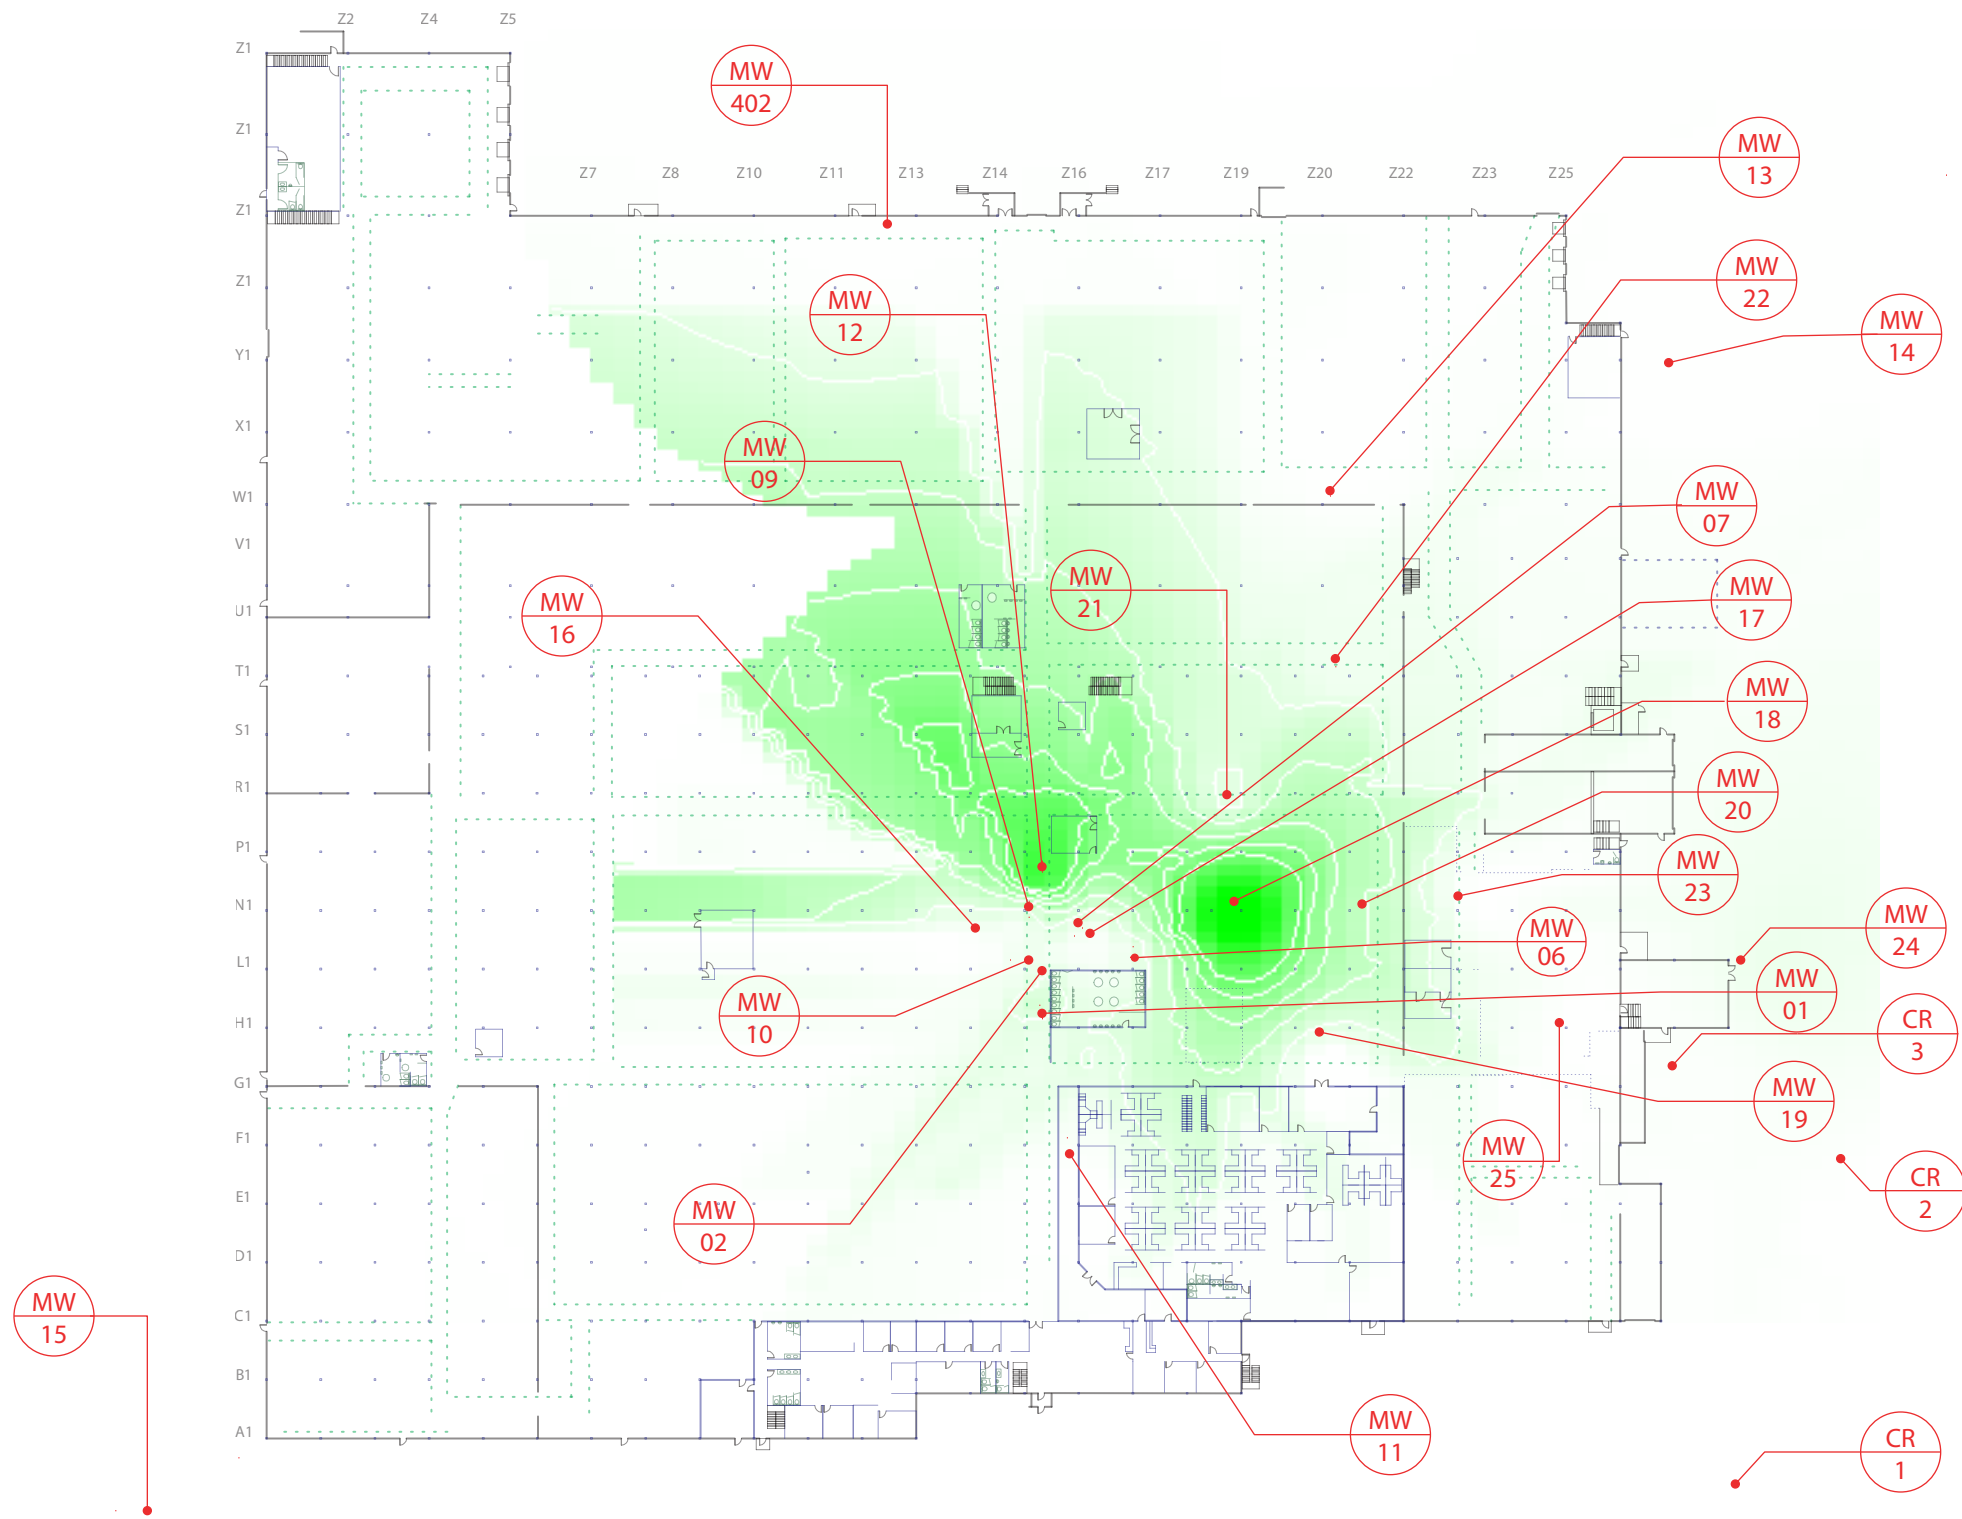 Z2 Z4 Z5
Z1
MW
402
Z1
MW
13
Z7 Z8 Z10 Z11 Z13 Z14 Z16 Z17 Z19 Z20 Z22 Z23 Z25
Z1
MW
22
Z1
MW
12
MW
14
Y1
X1
MW
09
W1
MW
07
V1
MW
21
MW
17
U1
MW
16
T1
MW
18
S1
R1
MW
20
P1
MW
23
N1
MW
24
MW
06
L1
MW
10
MW
01
H1
CR
3
G1
MW
19
F1
MW
25
CR
2
E1
MW
02
D1
C1
MW
15
B1
A1
MW
11
CR
1